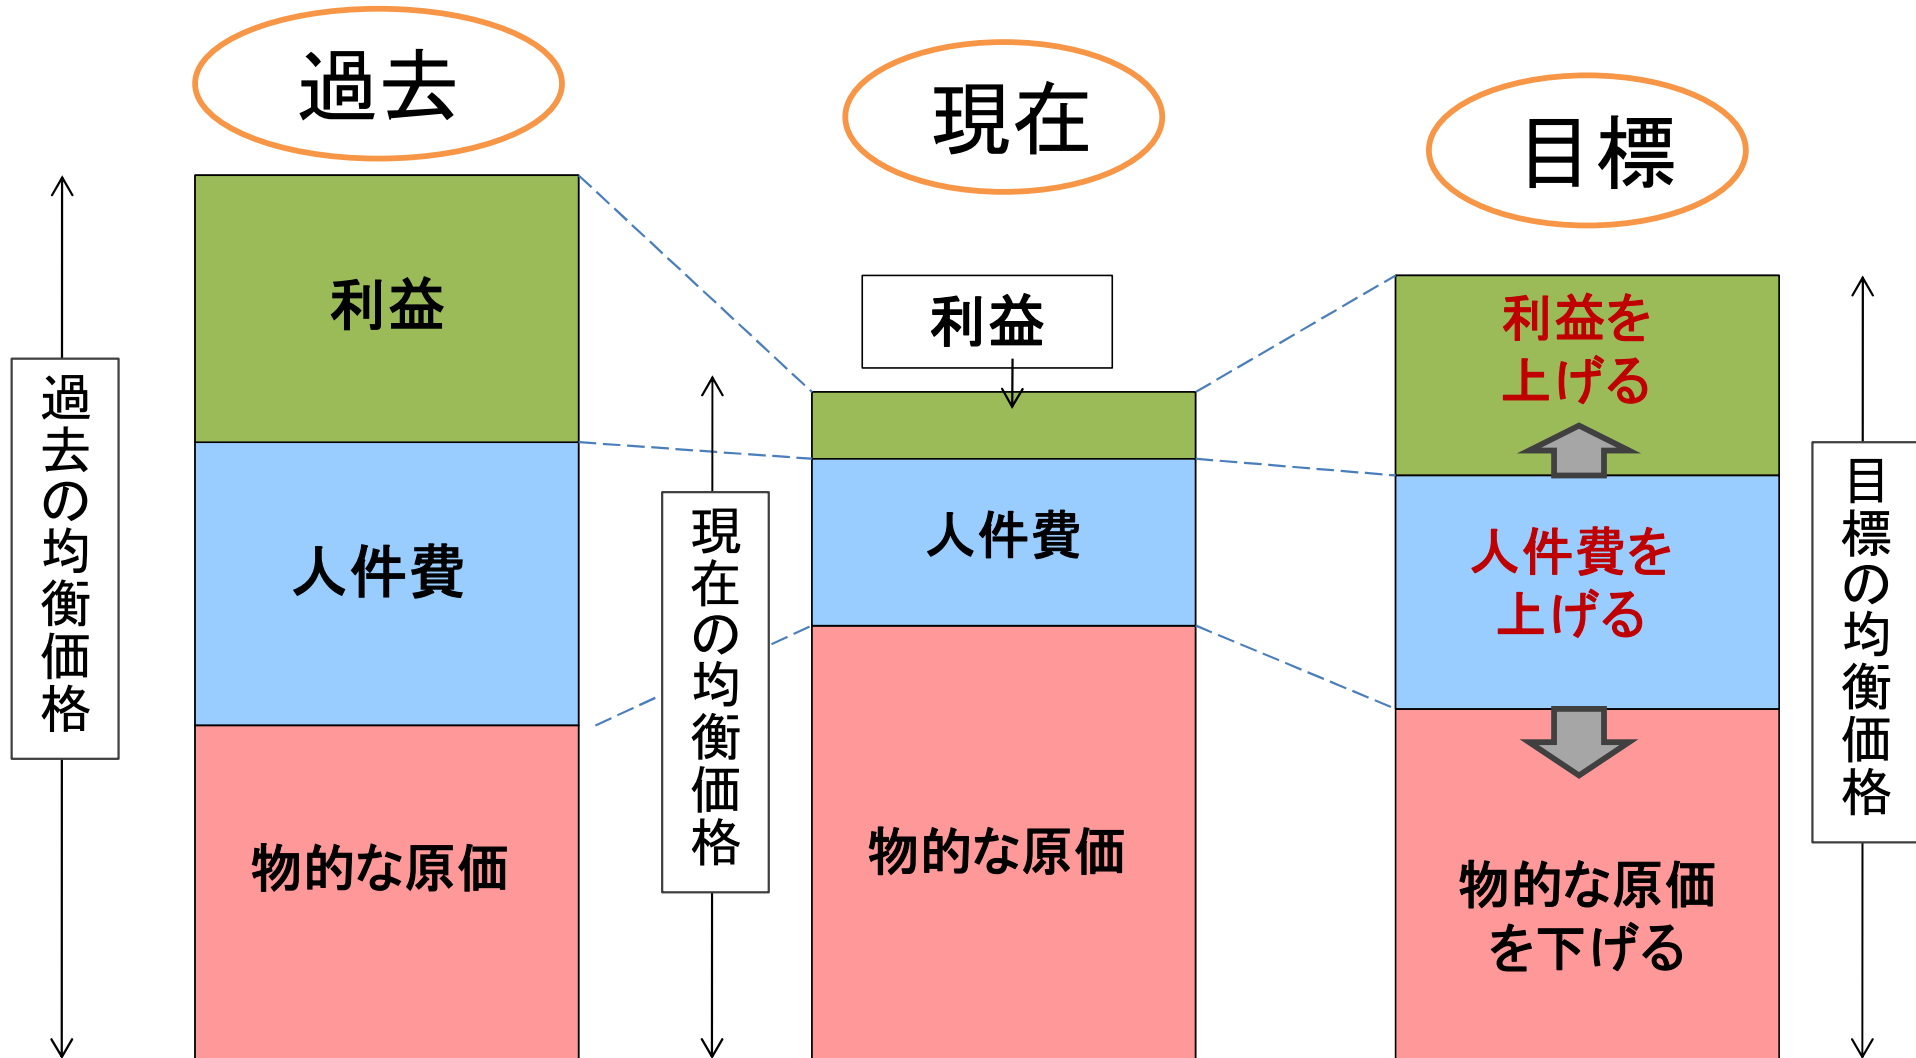 過去
現在
目標
利益
人件費
物的な原価
過去の均衡価格
利益
人件費
物的な原価
現在の均衡価格
利益を
上げる
人件費を
上げる
物的な原価
を下げる
目標の均衡価格